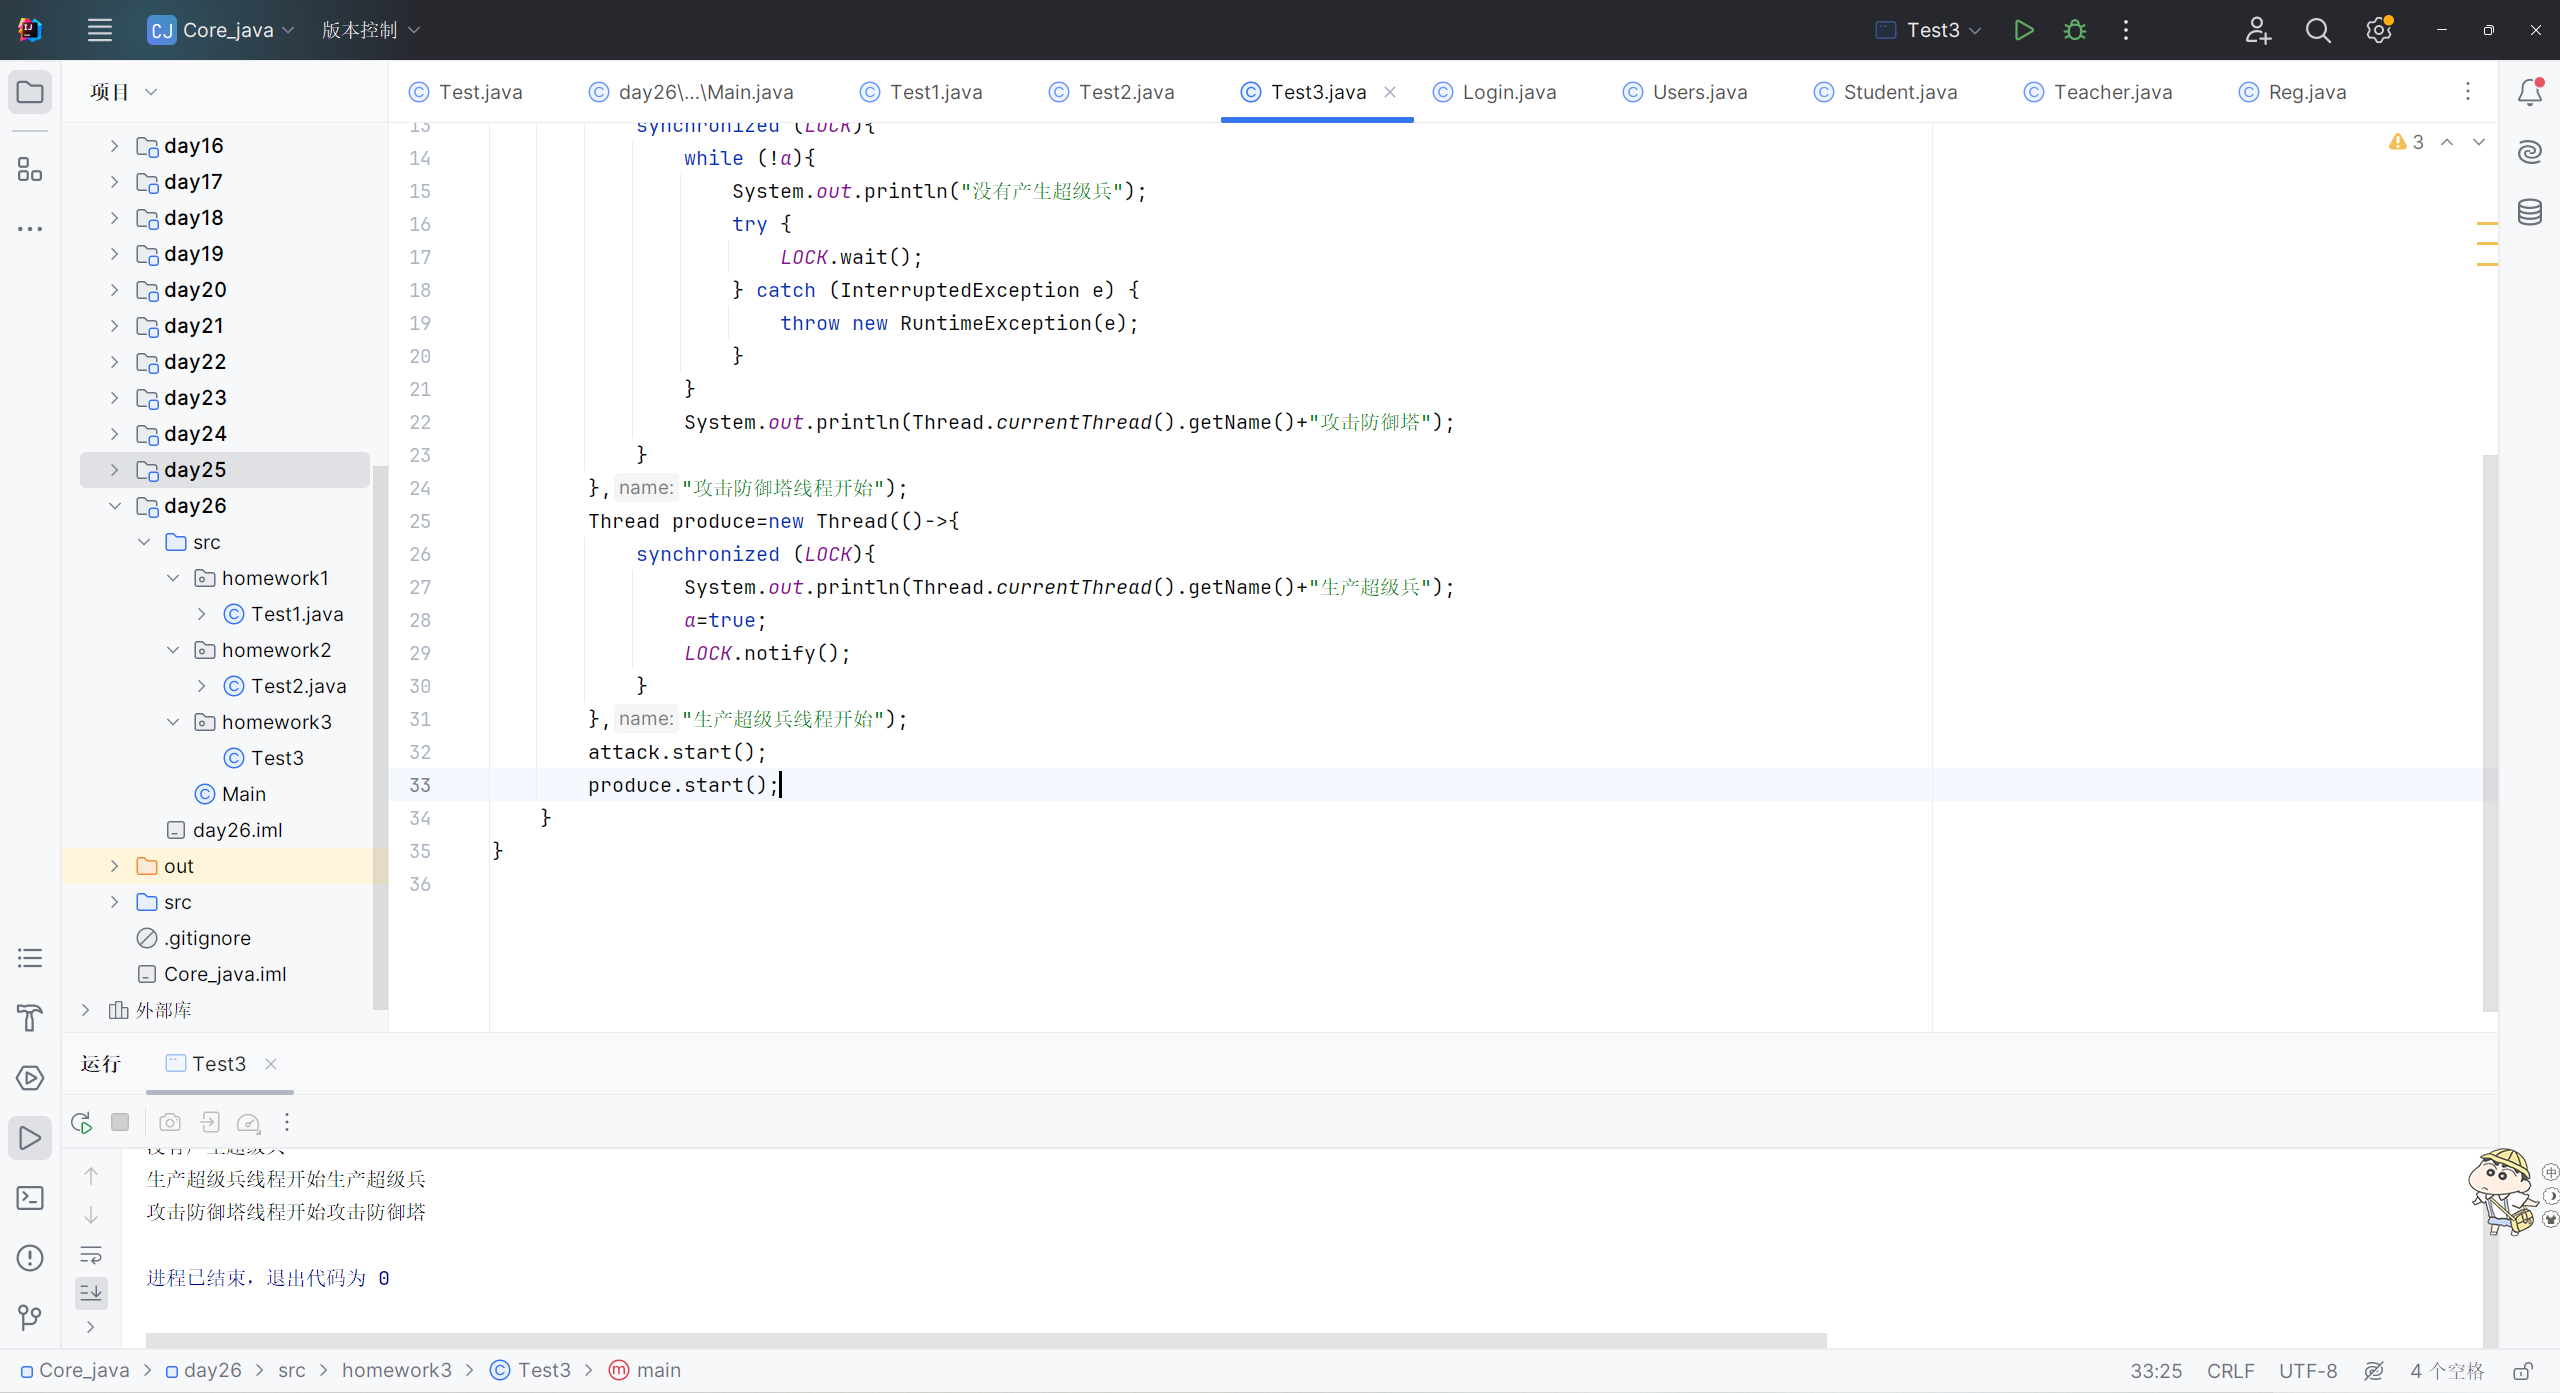 CJ Core_java 版本控制 Test3
项目
Test.java day26\...\Main.java Test1.java Test2.java Test3.java Login.java Users.java Student.java Teacher.java Reg.java
day16
day17
day18
day19
day20
day21
day22
day23
day24
day25
day26
src
homework1
Test1.java
homework2
Test2.java
homework3
Test3
Main
day26.iml
out
src
.gitignore
Core_java.iml
外部库
3
13 synchronized (LOCK){
14 while (!a){
15 System.out.println("没有产生超级兵");
16 try {
17 LOCK.wait();
18 } catch (InterruptedException e) {
19 throw new RuntimeException(e);
20 }
21 }
22 System.out.println(Thread.currentThread().getName()+"攻击防御塔");
23 }
24 }, name: "攻击防御塔线程开始");
25 Thread produce=new Thread(()->{
26 synchronized (LOCK){
27 System.out.println(Thread.currentThread().getName()+"生产超级兵");
28 a=true;
29 LOCK.notify();
30 }
31 }, name: "生产超级兵线程开始");
32 attack.start();
33 produce.start();
34 }
35 }
36
运行 Test3
没有产生超级兵
生产超级兵线程开始生产超级兵
攻击防御塔线程开始攻击防御塔
进程已结束，退出代码为 0
Core_java > day26 > src > homework3 > Test3 > main 33:25 CRLF UTF-8 4 个空格
中